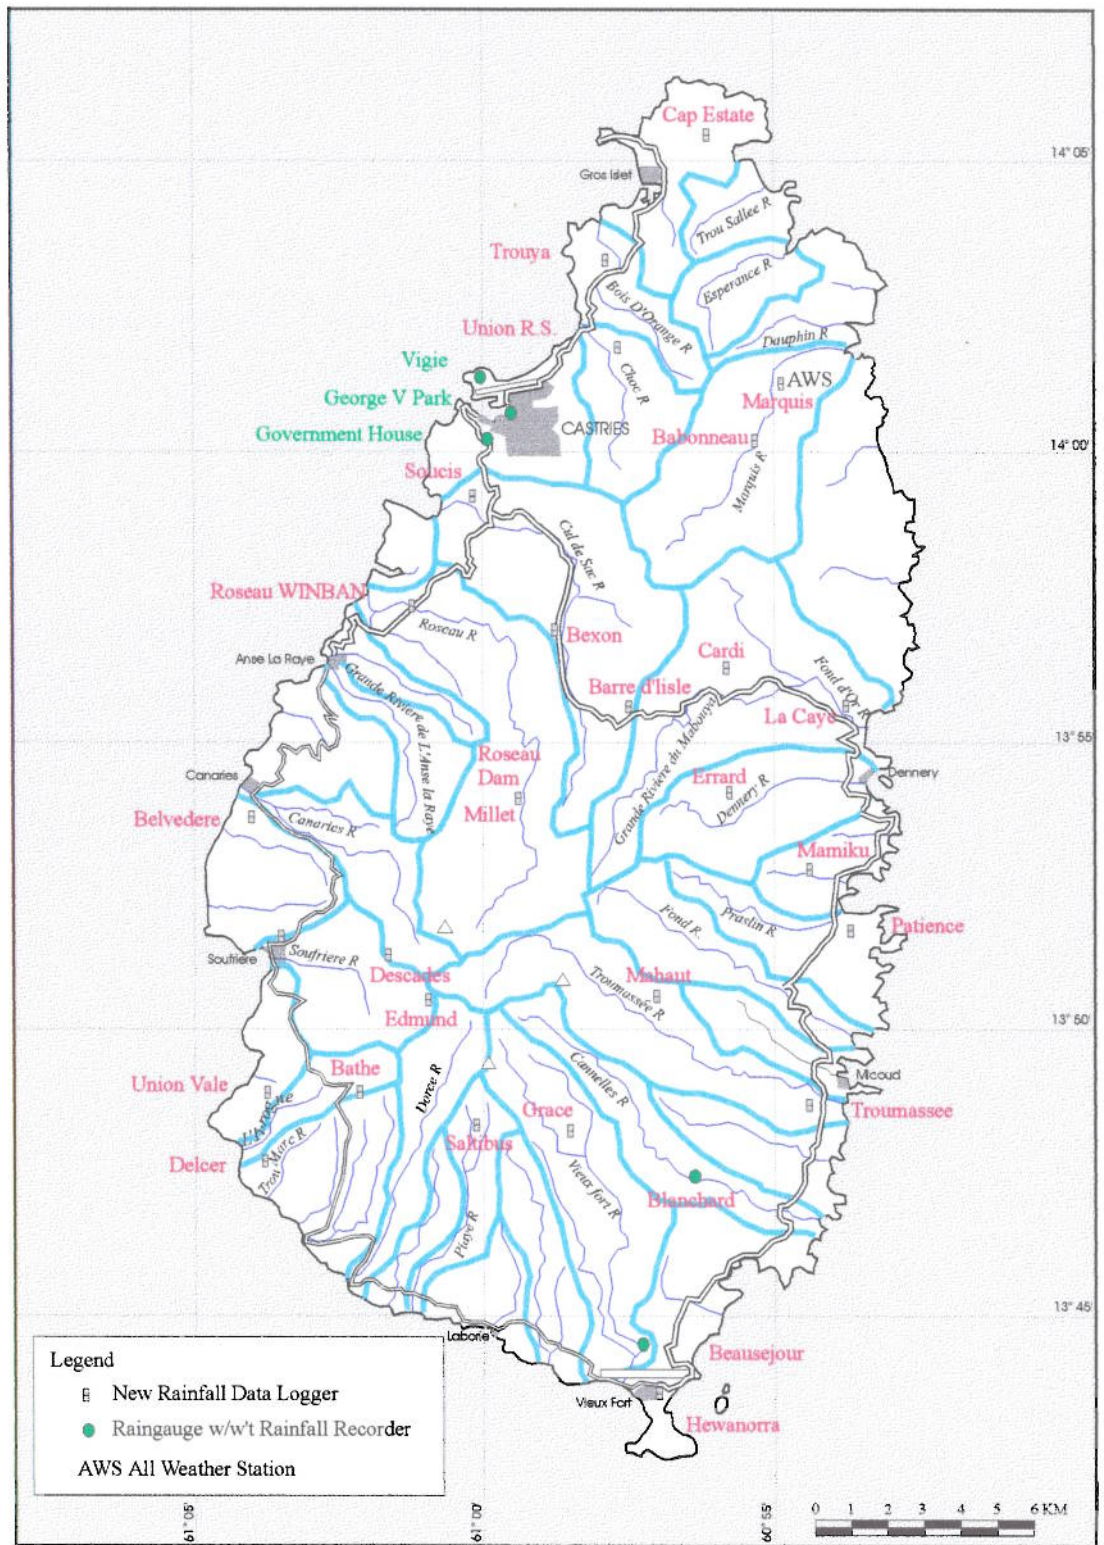 Cap Estate
14° 05'
Gros Islet
Trou Sallee R
Trouya
Esperance R
Bois D'Orange R
Union R.S.
Dauphin R
Vigie
Choc R
AWS
George V Park
Marquis
CASTRIES
Government House
Babonneau
14° 00'
Soucis
Marquis R
Cul de Sac R
Roseau WINBAN
Roseau R
Bexon
Cardi
Anse La Raye
Fond d'Or R
Barre d'lisle
La Caye
Grande Riviere de L'Anse la Raye
13° 55'
Roseau
Dam
Grande Riviere du Mabouya
Errard
Dennery
Canaries
Dennery R
Millet
Belvedere
Canaries R
Mamiku
Praslin R
Fond R.
Patience
Soufriere
Soufriere R
Descades
Mahaut
Troumassée R
Edmund
13° 50'
Union Vale
Bathe
Dorce R
Cannelles R
Micoud
Grace
Troumassee
Saltibus
Delcer
Trou Marc R
Vieux fort R
Blanchard
Piaye R
13° 45'
Laborie
Beausejour
Vieux Fort
Hewanorra
Legend
New Rainfall Data Logger
Raingauge w/w't Rainfall Recorder
AWS All Weather Station
61° 05'
61° 00'
60° 55'
0 1 2 3 4 5 6 KM